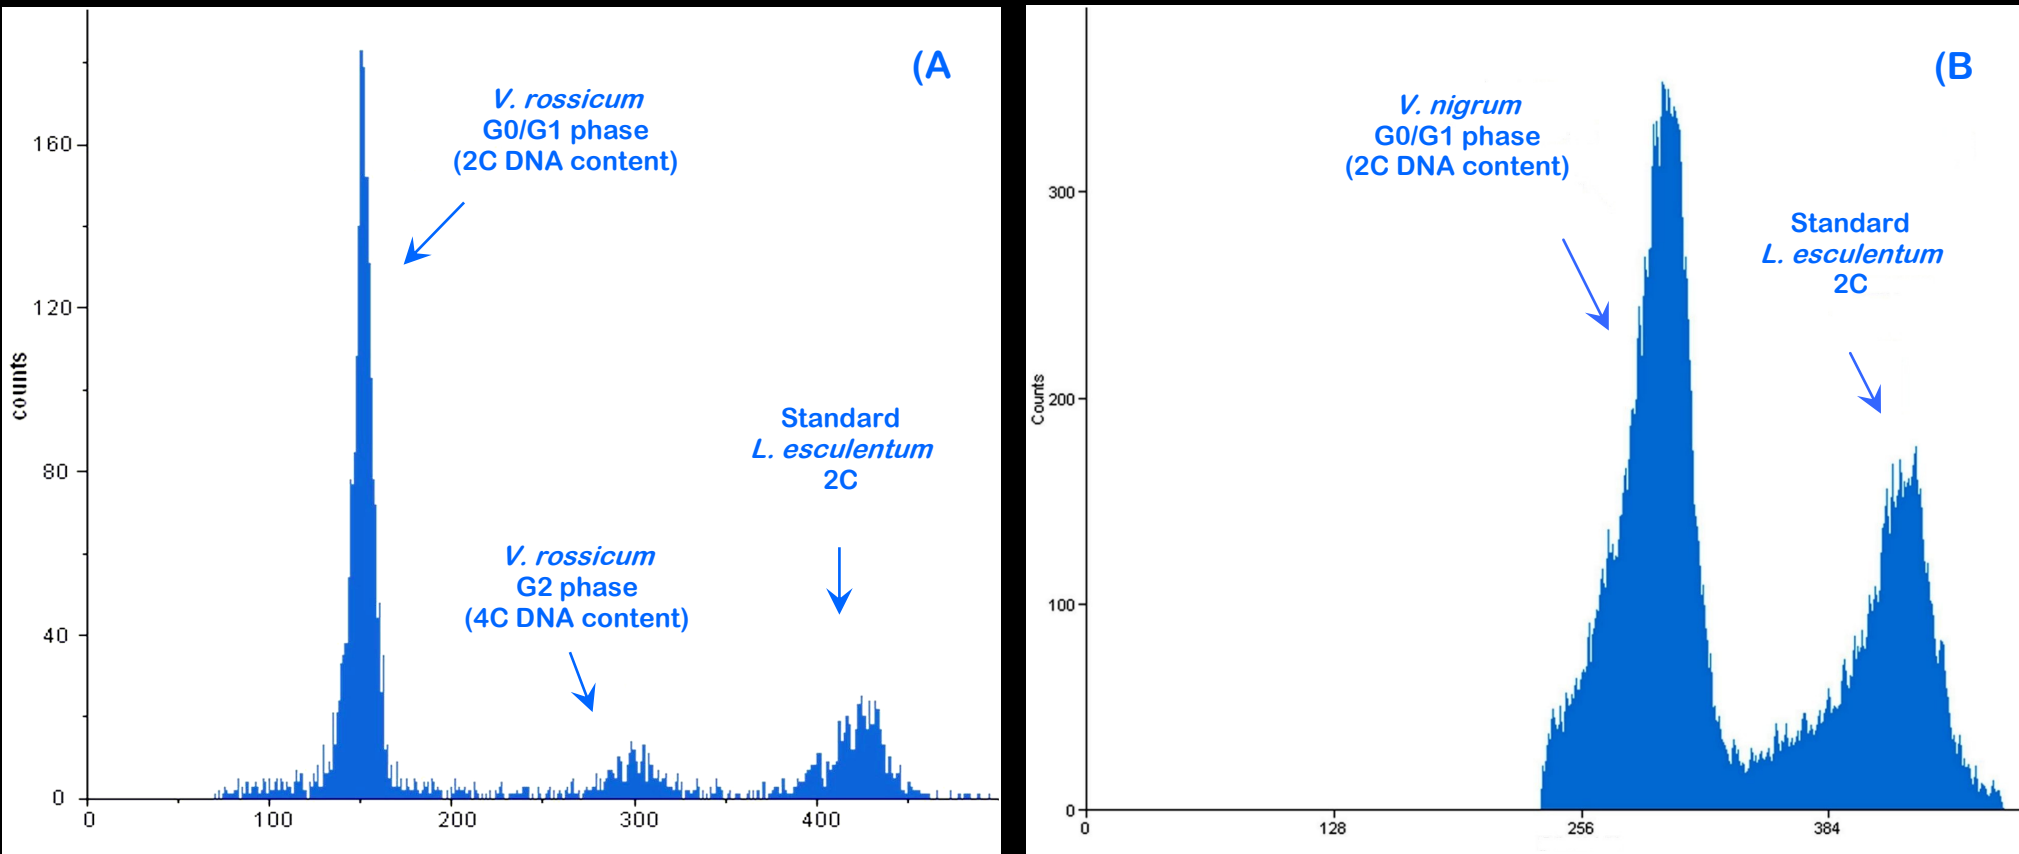 (A
V. rossicum
G0/G1 phase
(2C DNA content)
160
120
80
40
0
counts
Standard
L. esculentum
2C
V. rossicum
G2 phase
(4C DNA content)
0
100
200
300
400
(B
V. nigrum
G0/G1 phase
(2C DNA content)
Standard
L. esculentum
2C
300
200
100
0
Counts
0
128
256
384